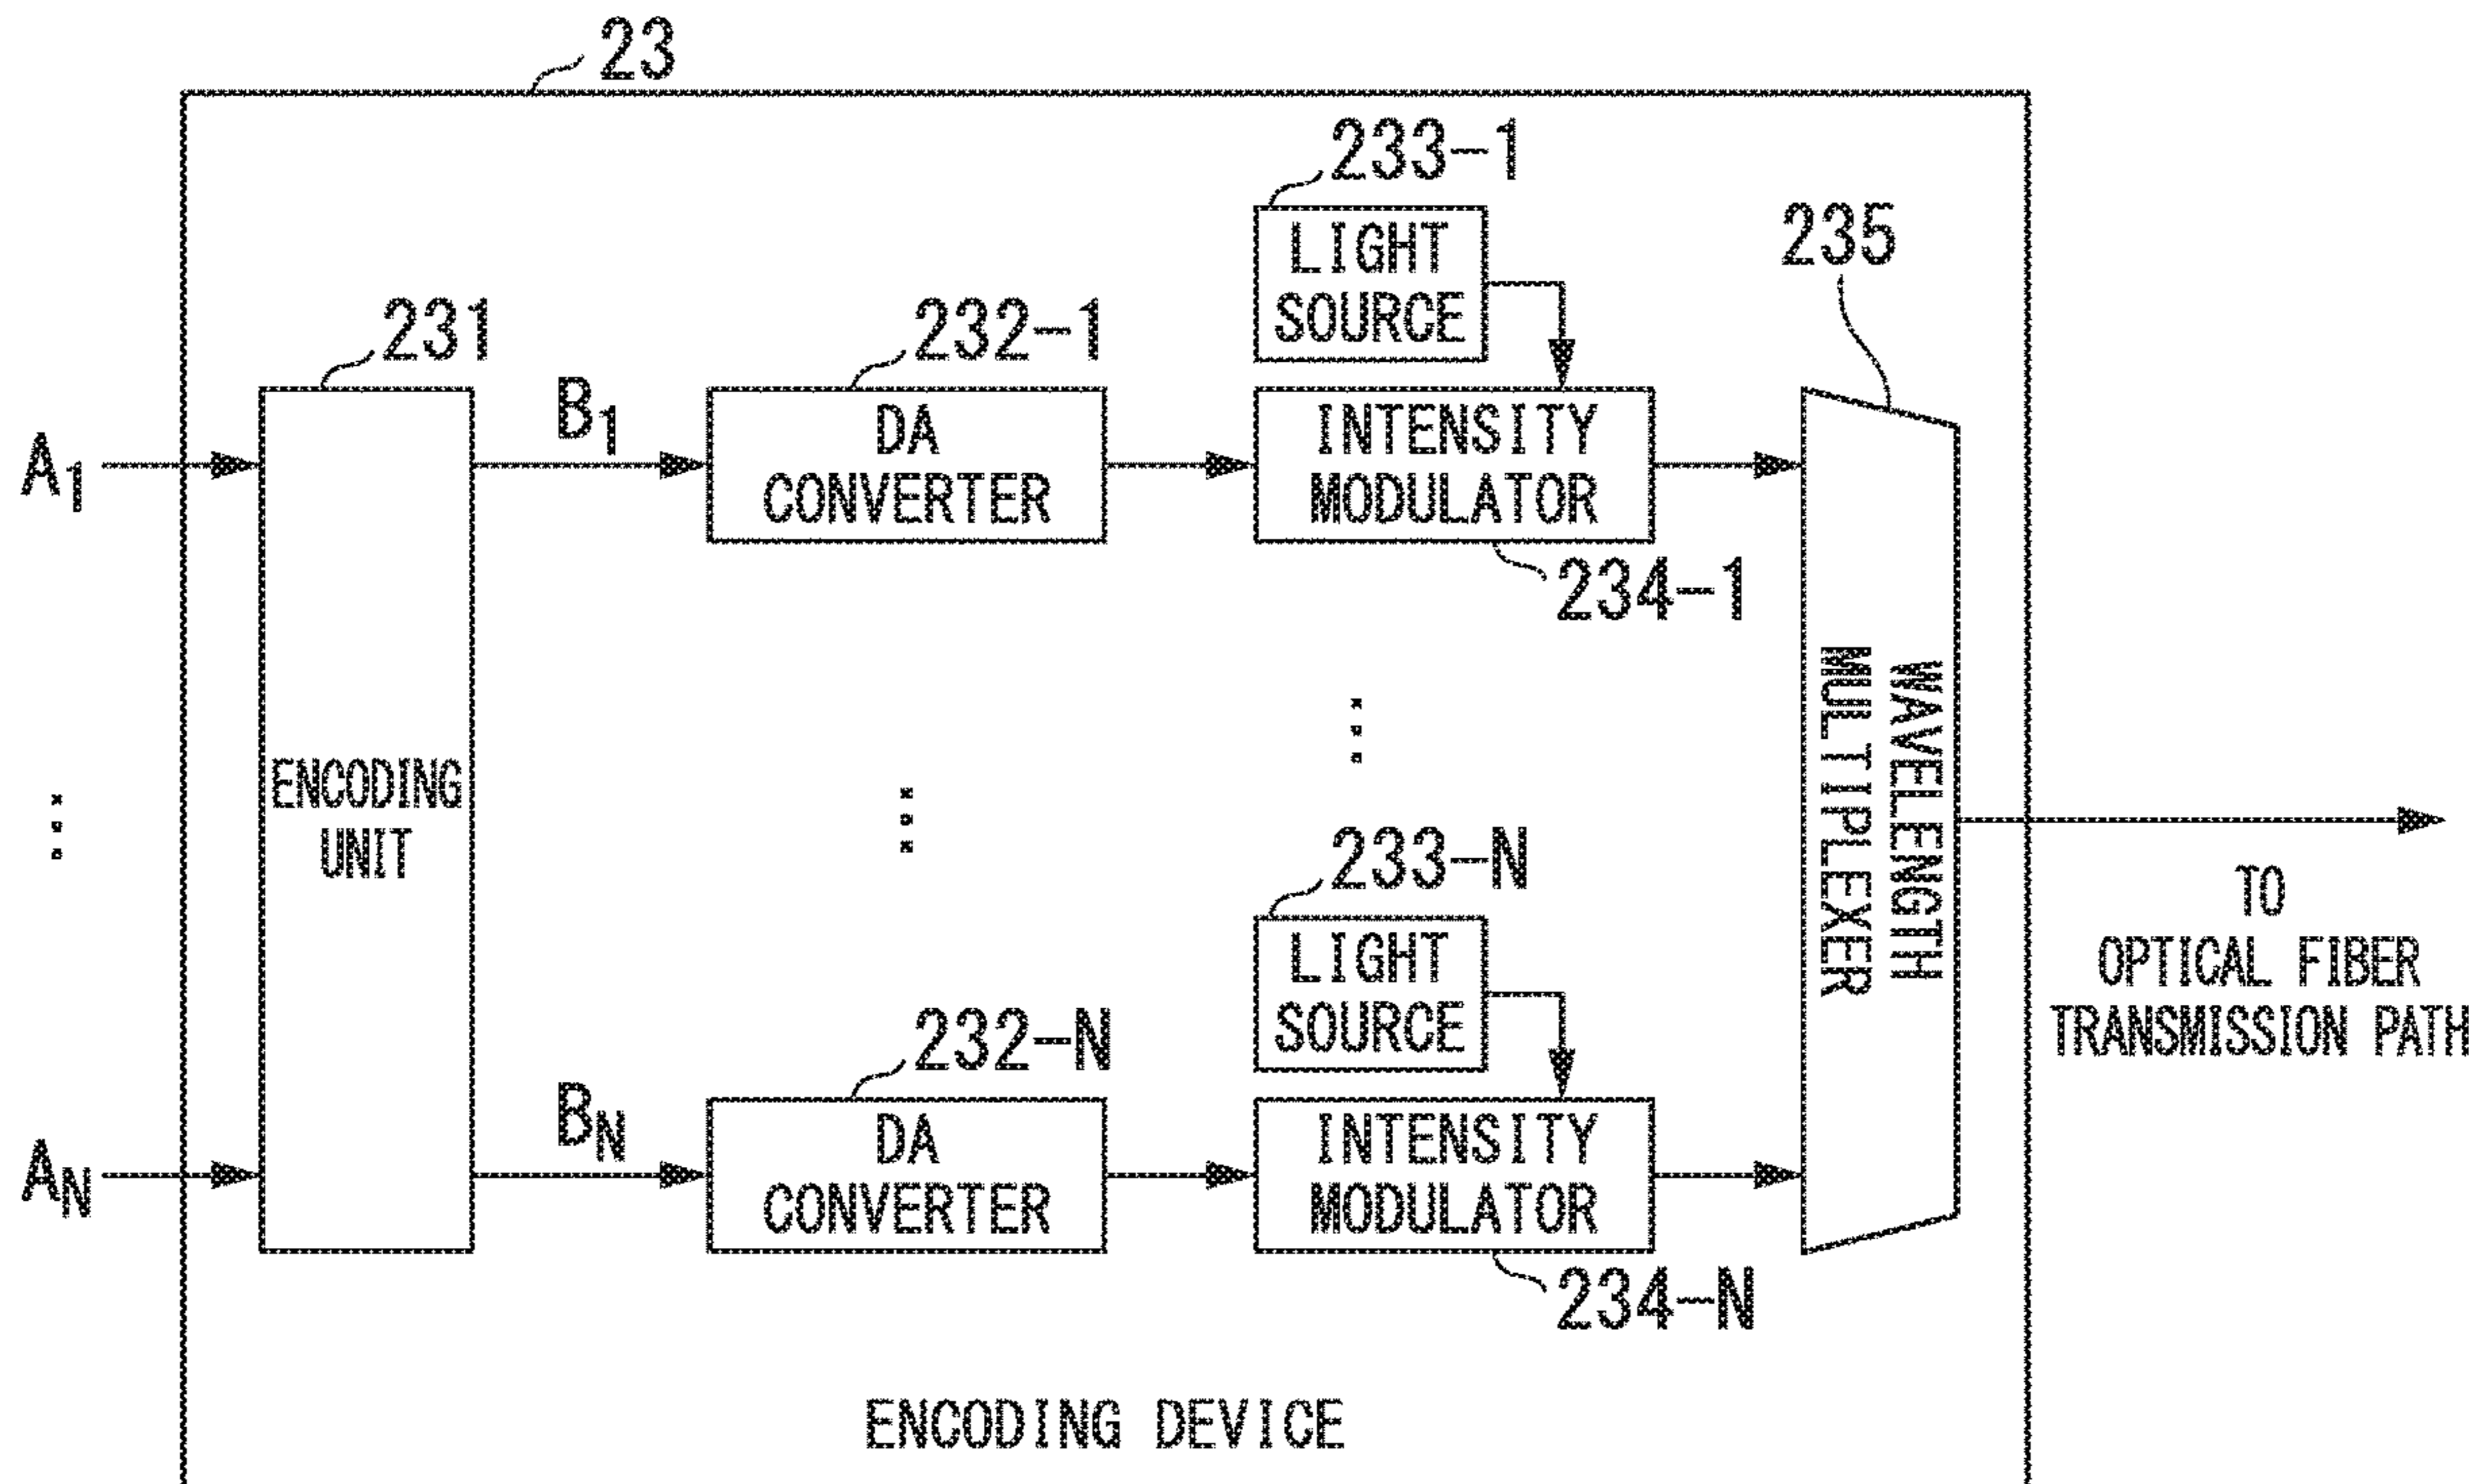 23
233-1
LIGHT
SOURCE
235
231
232-1
B1
DA
CONVERTER
INTENSITY
MODULATOR
A1
234-1
ENCODING
UNIT
WAVELENGTH
MULTIPLEXER
233-N
LIGHT
SOURCE
TO
OPTICAL FIBER
TRANSMISSION PATH
232-N
BN
DA
CONVERTER
INTENSITY
MODULATOR
AN
234-N
ENCODING DEVICE